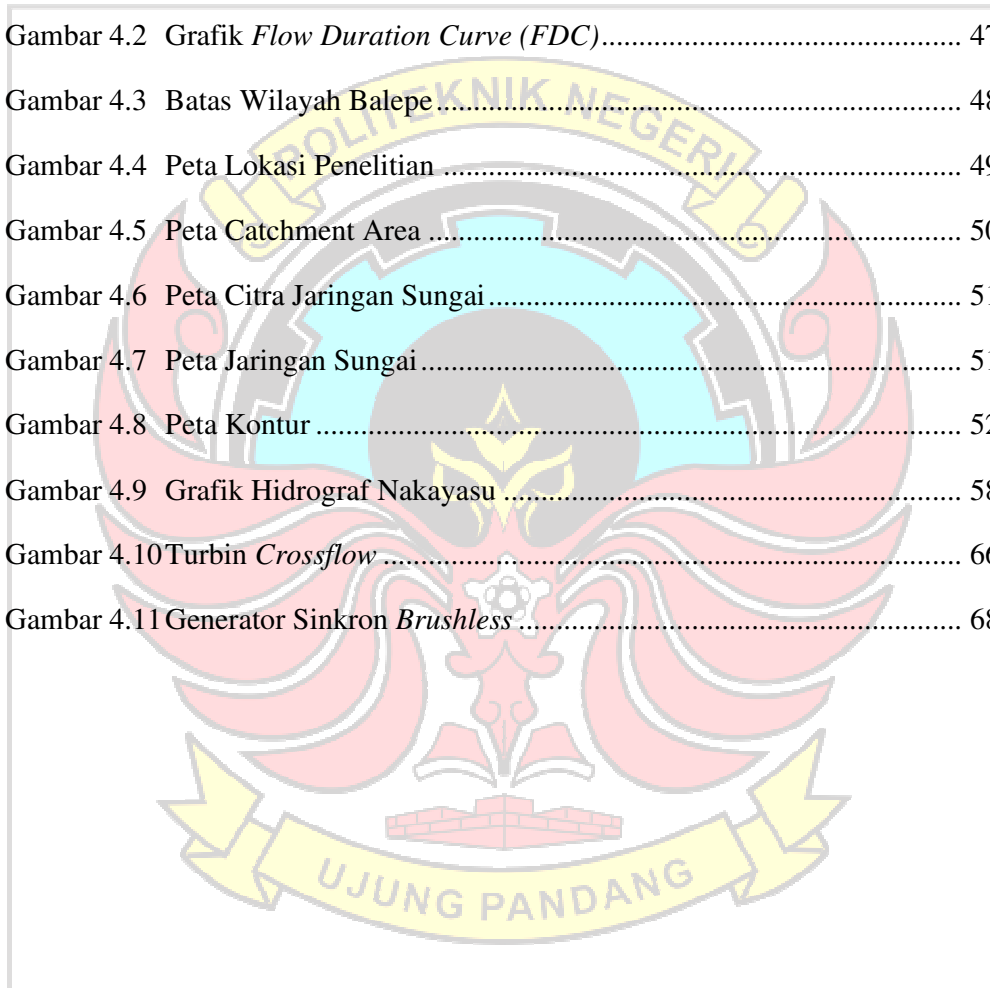 Gambar 4.2 Grafik Flow Duration Curve (FDC)............................................. 47
Gambar 4.3 Batas Wilayah Balepe.................................................................. 48
Gambar 4.4 Peta Lokasi Penelitian ................................................................. 49
Gambar 4.5 Peta Catchment Area ................................................................... 50
Gambar 4.6 Peta Citra Jaringan Sungai........................................................... 51
Gambar 4.7 Peta Jaringan Sungai.................................................................... 51
Gambar 4.8 Peta Kontur ................................................................................. 52
Gambar 4.9 Grafik Hidrograf Nakayasu ......................................................... 58
Gambar 4.10 Turbin Crossflow ....................................................................... 66
Gambar 4.11 Generator Sinkron Brushless ..................................................... 68
POLITEKNIK NEGERI
UJUNG PANDANG